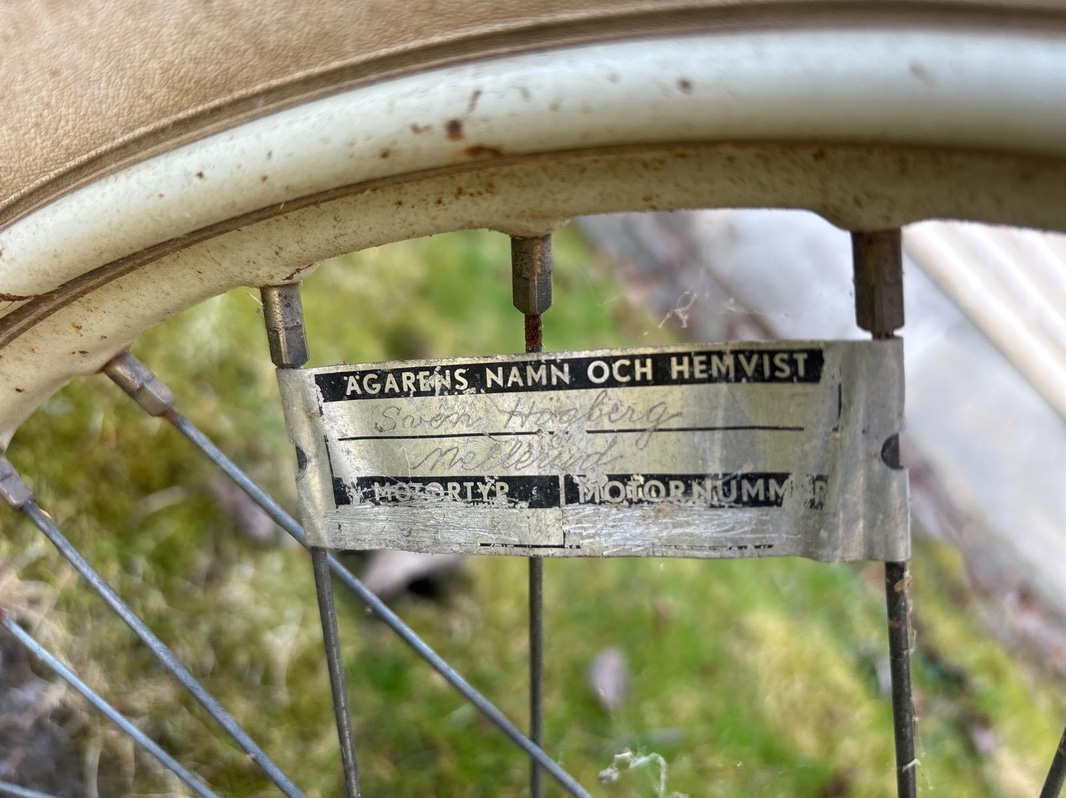 ÄGARENS NAMN OCH HEMVIST
Sven Hagberg
Mellerud
MOTORTYP MOTORNUMMER